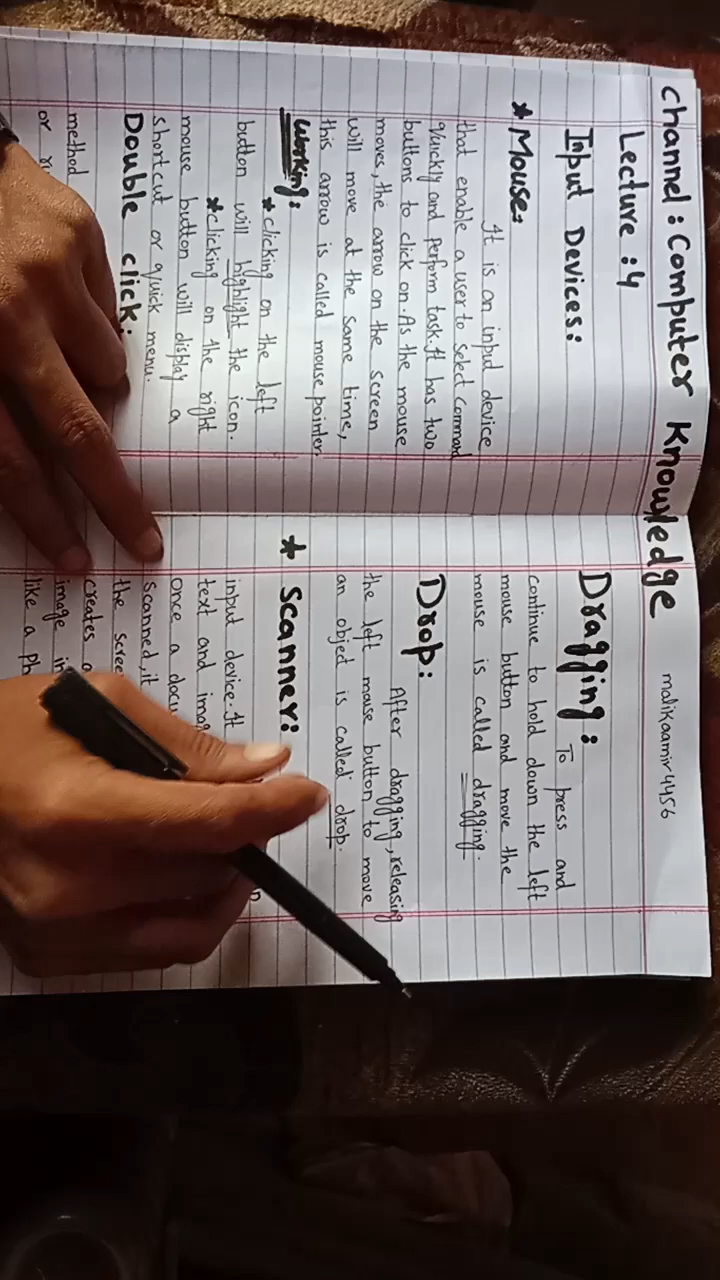 Channel : Computer Knowledge
malikaamir4456
Lecture : 4
Input Devices:
* Mouse:
It is an input device
that enable a user to select command
quickly and perform task. It has two
buttons to click on. As the mouse
moves, the arrow on the screen
will move at the same time,
this arrow is called mouse pointer.
Working:
* clicking on the left
button will highlight the icon.
* clicking on the right
mouse button will display a
shortcut or quick menu.
Double click:
method
or
Dragging:
To press and
continue to hold down the left
mouse button and move the
mouse is called dragging.
Drop:
After dragging, releasing
the left mouse button to move
an object is called drop.
* Scanner:
input device. It
text and
once a
scanned, it
the
creates
image
like a